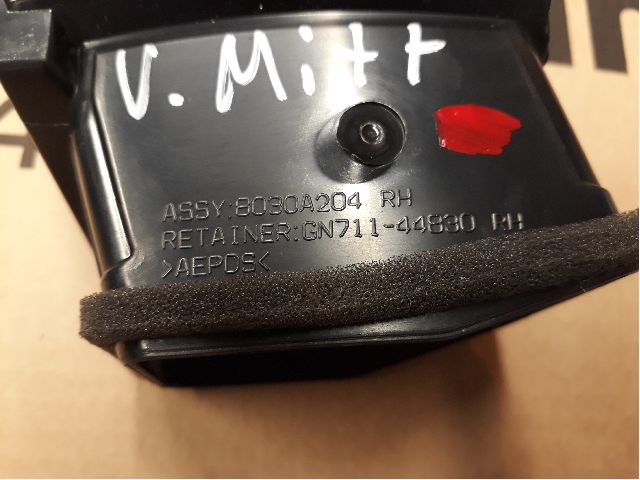 V. Mitt
ASSY:8030A204 RH
RETAINER:GN711-44830 RH
>AEPDS<